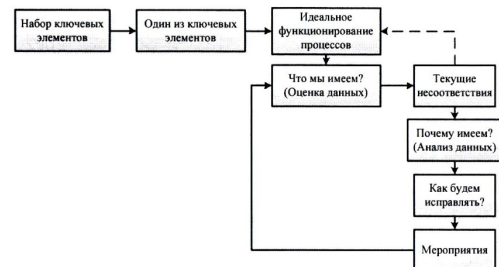 Набор ключевых
элементов
Один из ключевых
элементов
Идеальное
функционирование
процессов
Что мы имеем?
(Оценка данных)
Текущие
несоответствия
Почему имеем?
(Анализ данных)
Как будем
исправлять?
Мероприятия